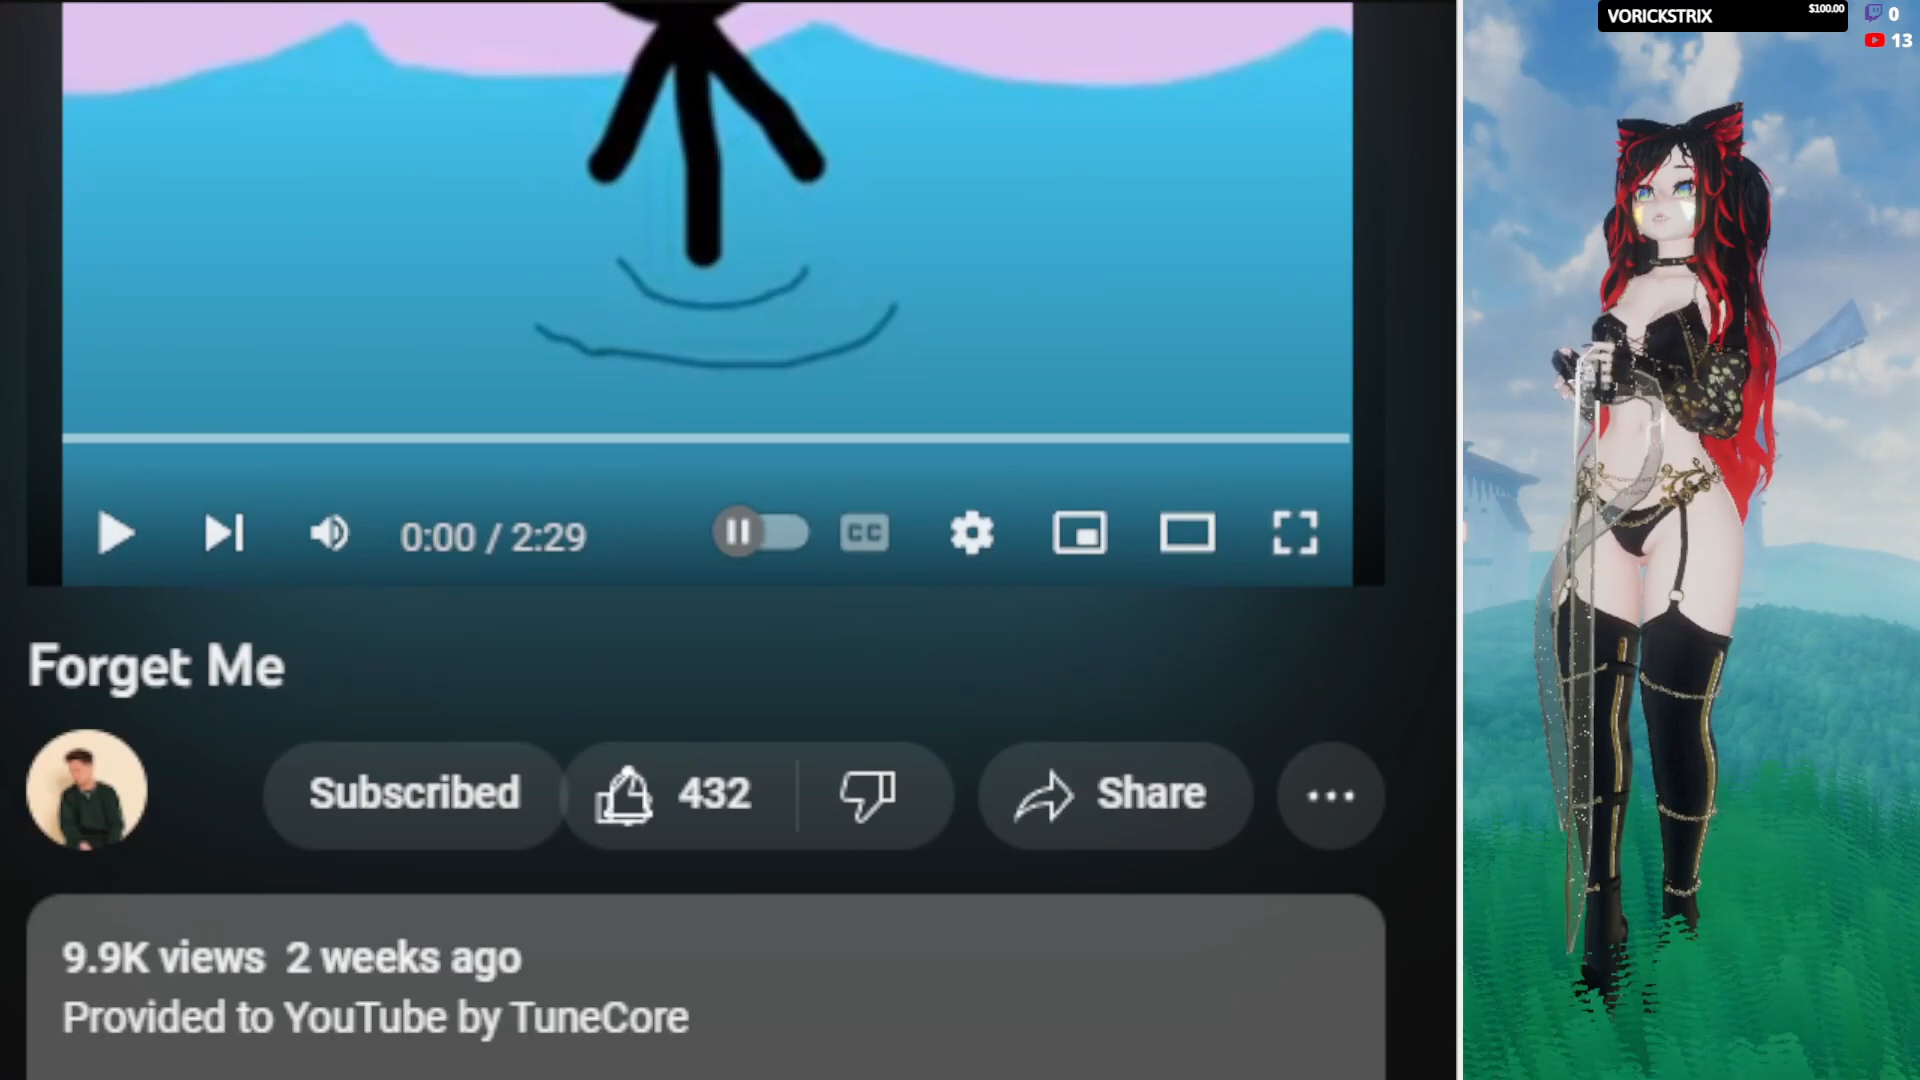 VORICKSTRIX
$100.00
0
13
0:00 / 2:29
CC
Forget Me
Subscribed
432
Share
9.9K views 2 weeks ago
Provided to YouTube by TuneCore